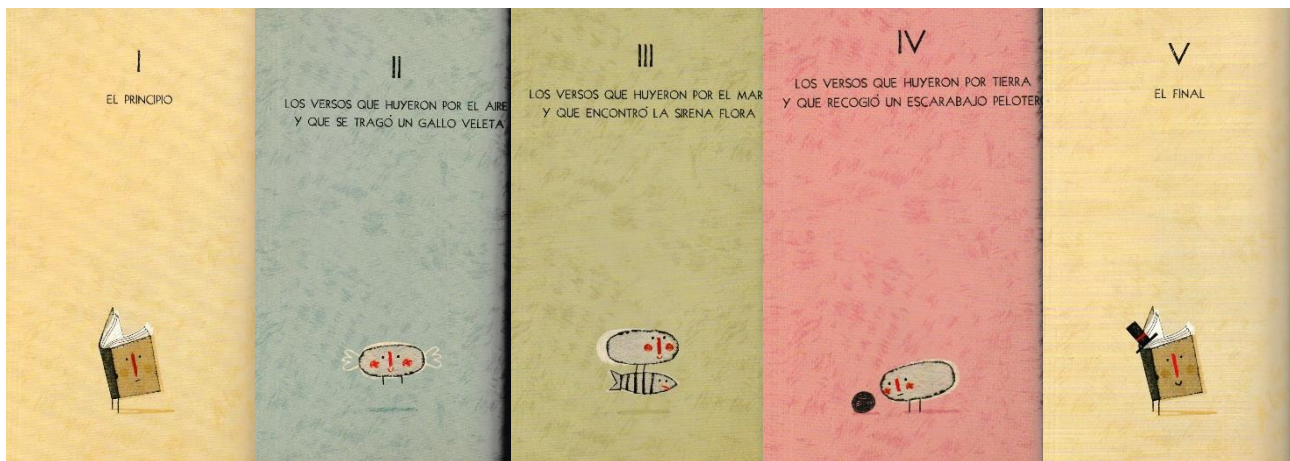 I
EL PRINCIPIO
II
LOS VERSOS QUE HUYERON POR EL AIRE
Y QUE SE TRAGÓ UN GALLO VELETA
III
LOS VERSOS QUE HUYERON POR EL MAR
Y QUE ENCONTRÓ LA SIRENA FLORA
IV
LOS VERSOS QUE HUYERON POR TIERRA
Y QUE RECOGIÓ UN ESCARABAJO PELOTER
V
EL FINAL